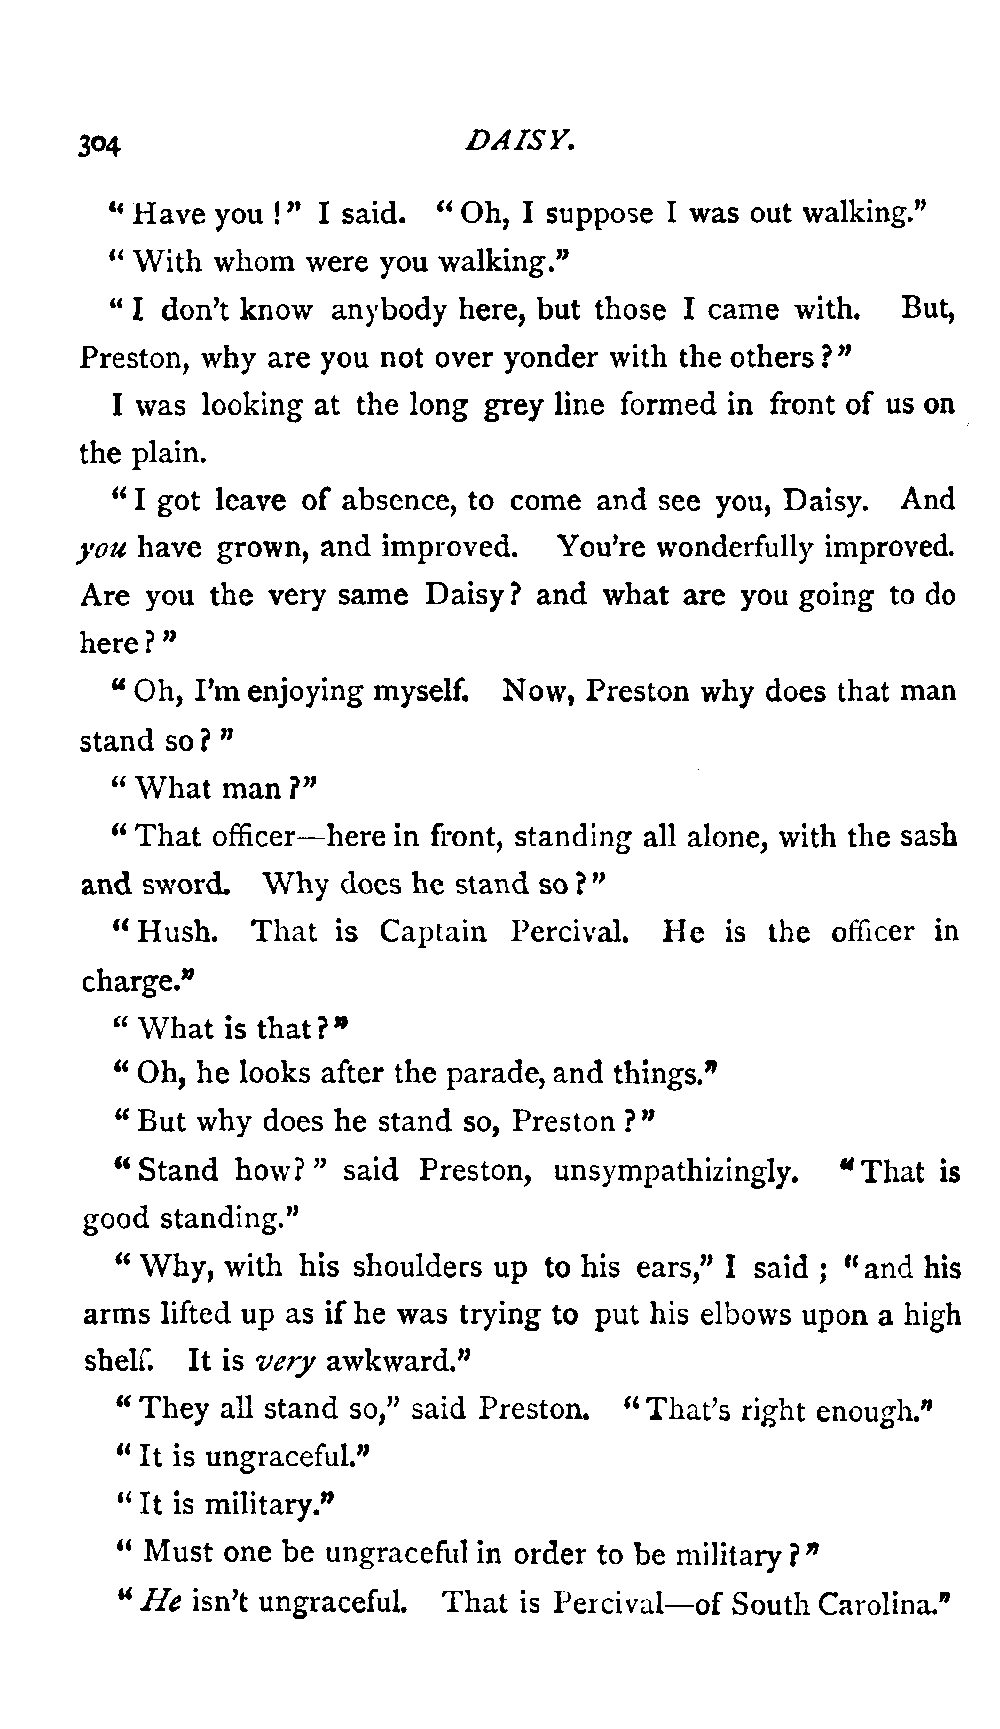 304 DAISY.
"Have you!" I said. "Oh, I suppose I was out walking."
"With whom were you walking."
"I don't know anybody here, but those I came with. But,
Preston, why are you not over yonder with the others?"
I was looking at the long grey line formed in front of us on
the plain.
"I got leave of absence, to come and see you, Daisy. And
you have grown, and improved. You're wonderfully improved.
Are you the very same Daisy? and what are you going to do
here?"
"Oh, I'm enjoying myself. Now, Preston why does that man
stand so?"
"What man?"
"That officer—here in front, standing all alone, with the sash
and sword. Why does he stand so?"
"Hush. That is Captain Percival. He is the officer in
charge."
"What is that?"
"Oh, he looks after the parade, and things."
"But why does he stand so, Preston?"
"Stand how?" said Preston, unsympathizingly. "That is
good standing."
"Why, with his shoulders up to his ears," I said; "and his
arms lifted up as if he was trying to put his elbows upon a high
shelf. It is very awkward."
"They all stand so," said Preston. "That's right enough."
"It is ungraceful."
"It is military."
"Must one be ungraceful in order to be military?"
"He isn't ungraceful. That is Percival—of South Carolina."